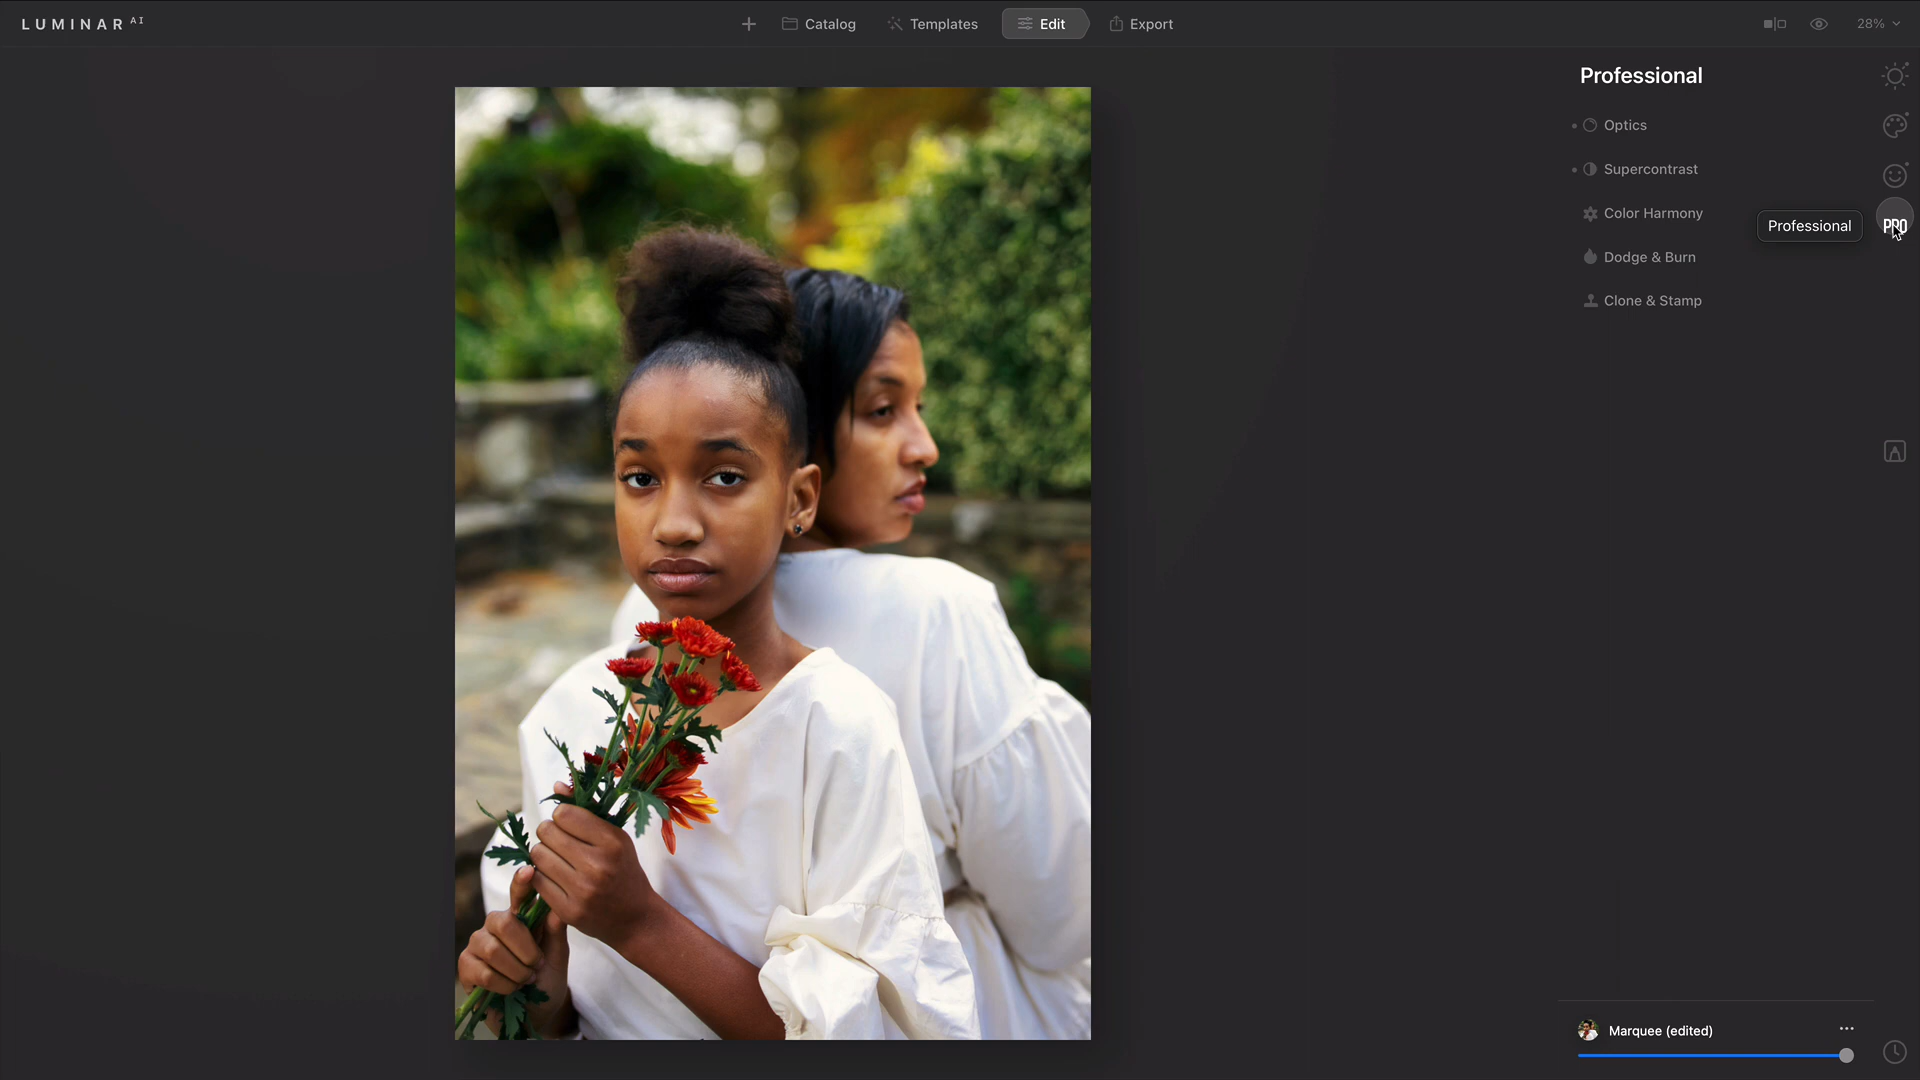 LUMINAR AI
Catalog
Templates
Edit
Export
28%
Professional
Optics
Supercontrast
Color Harmony
Dodge & Burn
Clone & Stamp
Professional
PRO
Marquee (edited)